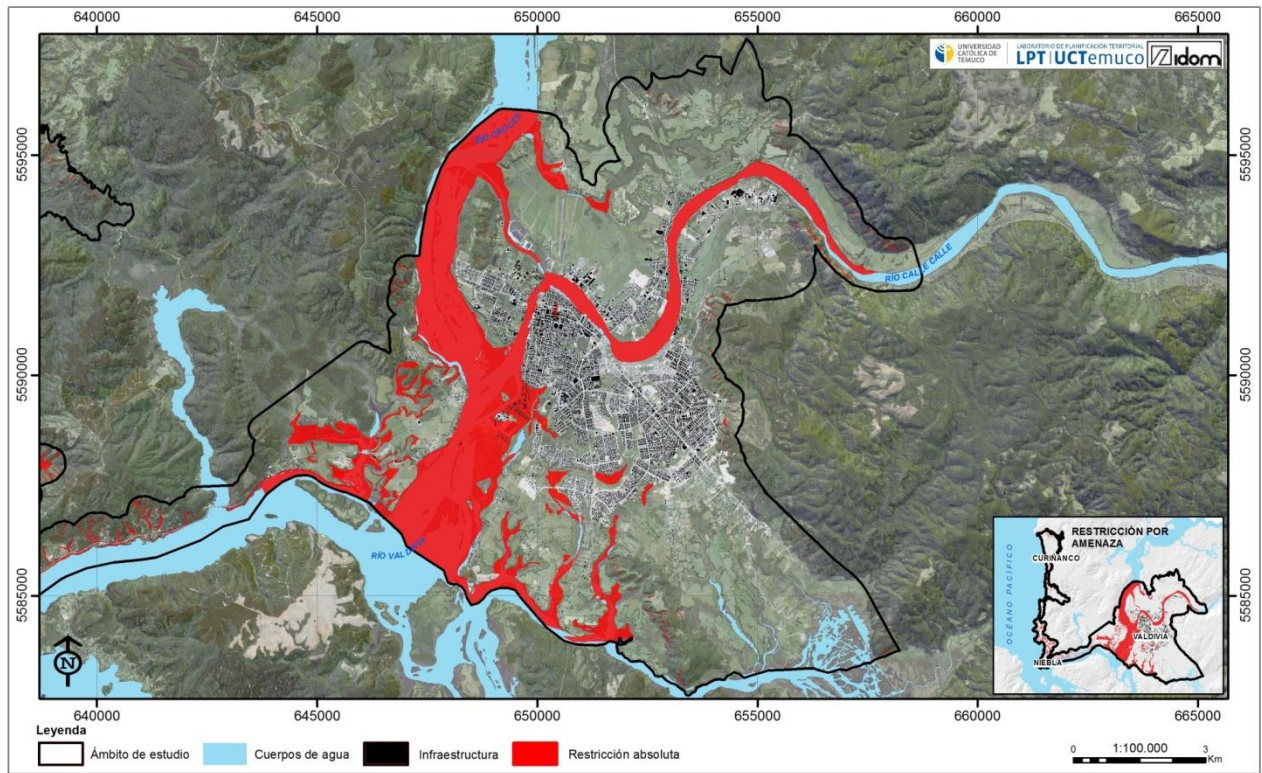 640000 645000 650000 655000 660000 665000
UNIVERSIDAD
CATÓLICA DE
TEMUCO
LABORATORIO DE PLANIFICACIÓN TERRITORIAL
LPT UCTemuco
idom
5595000
5595000
RÍO CRUCES
RÍO CALLE CALLE
5590000
5590000
RÍO VALDIVIA
5585000
5585000
N
RESTRICCIÓN POR
AMENAZA
CURIÑANCO
OCÉANO PACÍFICO
VALDIVIA
NIEBLA
640000 645000 650000 655000 660000 665000
Leyenda
Ámbito de estudio
Cuerpos de agua
Infraestructura
Restricción absoluta
1:100.000
0 3
Km